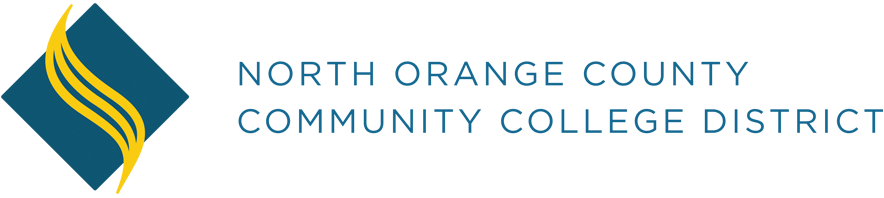 NORTH ORANGE COUNTY
COMMUNITY COLLEGE DISTRICT